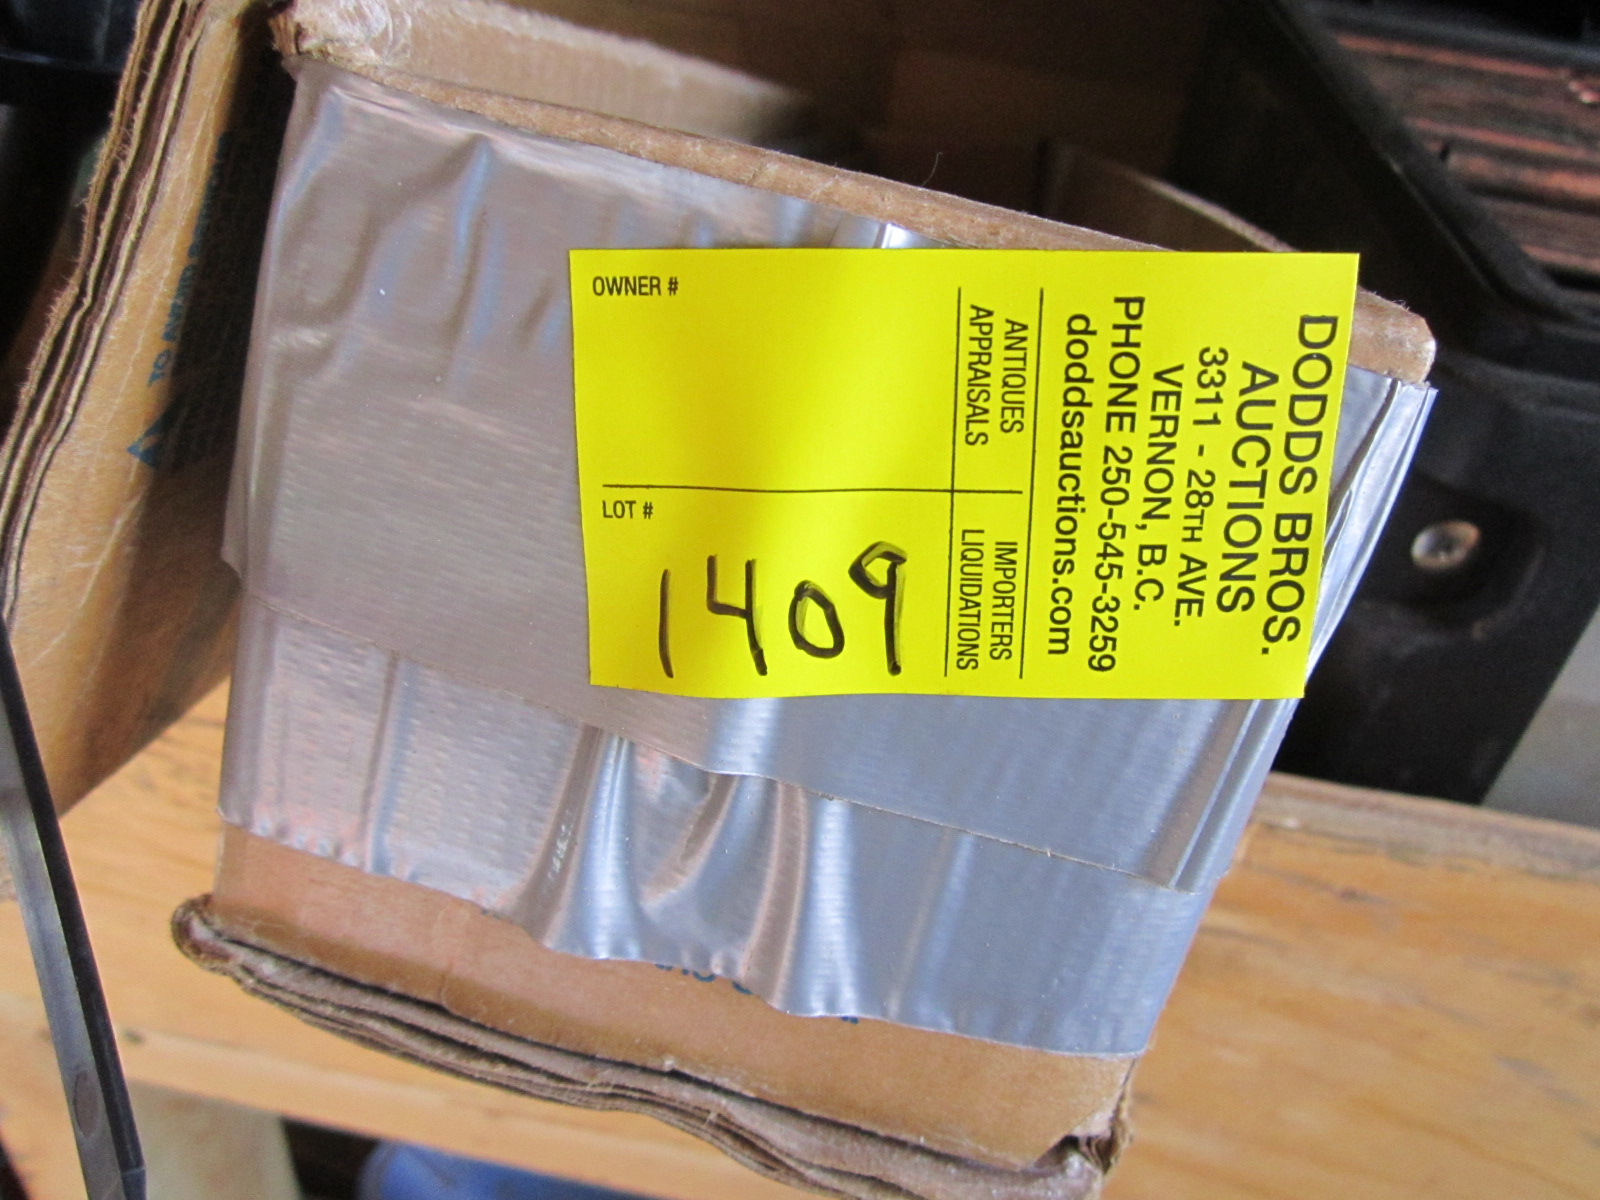 DODDS BROS.
AUCTIONS
3311 - 28TH AVE.
VERNON, B.C.
PHONE 250-545-3259
doddsauctions.com
ANTIQUES
APPRAISALS
IMPORTERS
LIQUIDATIONS
OWNER #
LOT #
1409